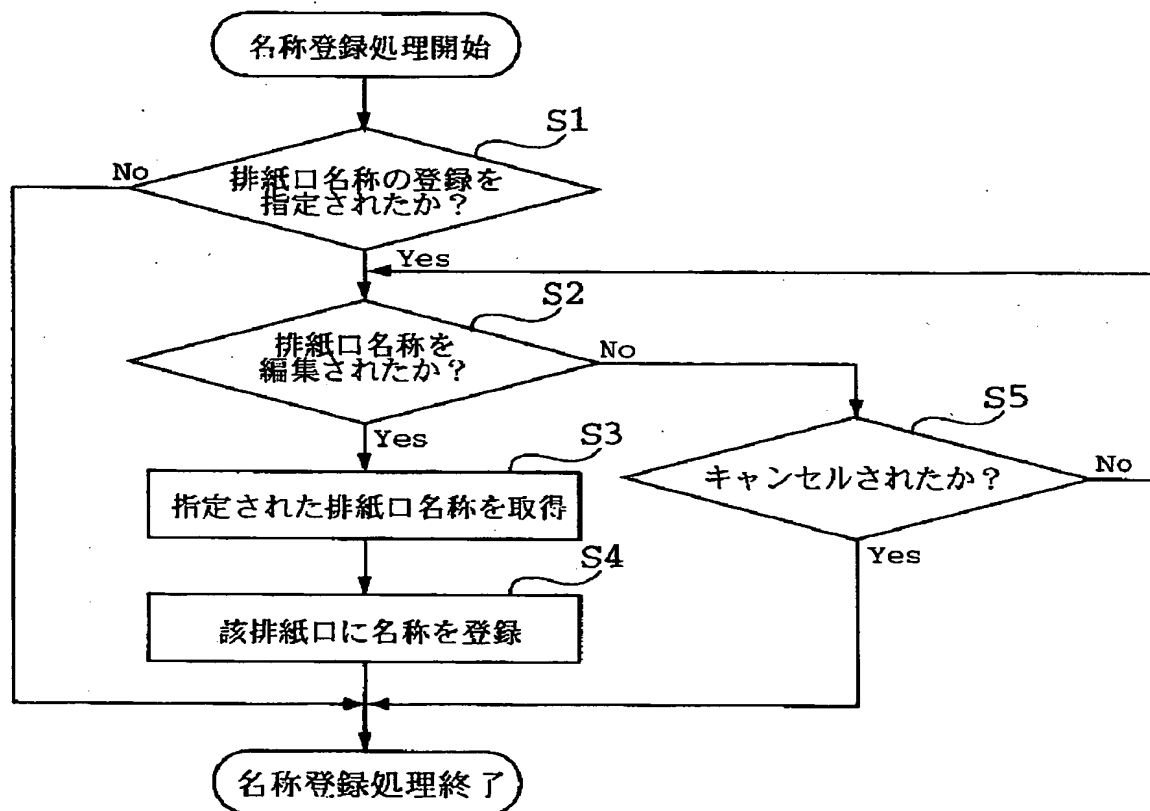 名称登録処理開始
S1
No
排紙口名称の登録を
指定されたか？
Yes
S2
排紙口名称を
編集されたか？
No
S5
Yes
S3
キャンセルされたか？
No
指定された排紙口名称を取得
Yes
S4
該排紙口に名称を登録
名称登録処理終了